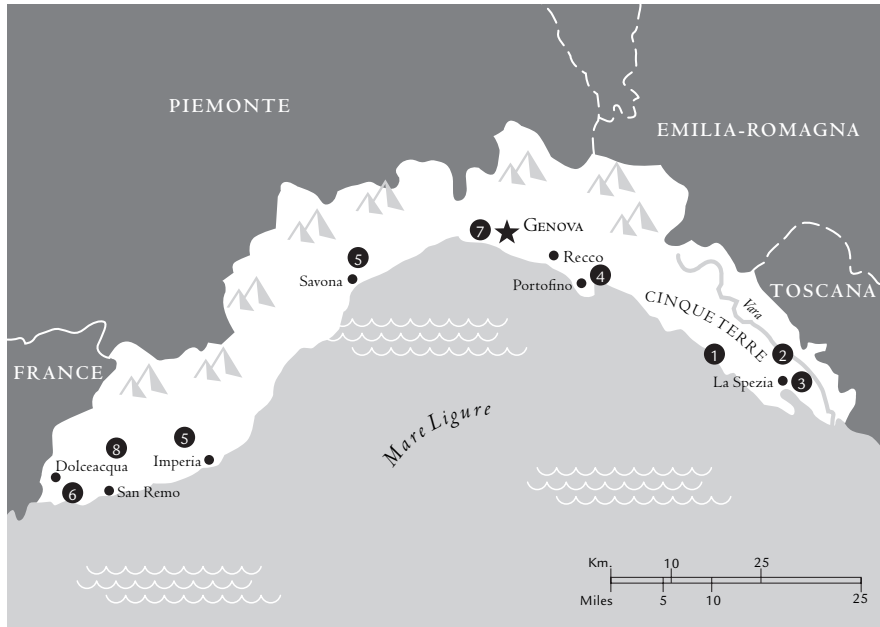 PIEMONTE
EMILIA-ROMAGNA
7
GENOVA
5
Recco
Savona
4
Portofino
TOSCANA
CINQUE TERRE
Vara
FRANCE
1
2
La Spezia
3
Mare Ligure
5
8
Imperia
Dolceacqua
6
San Remo
Km.
10
25
Miles
5
10
25